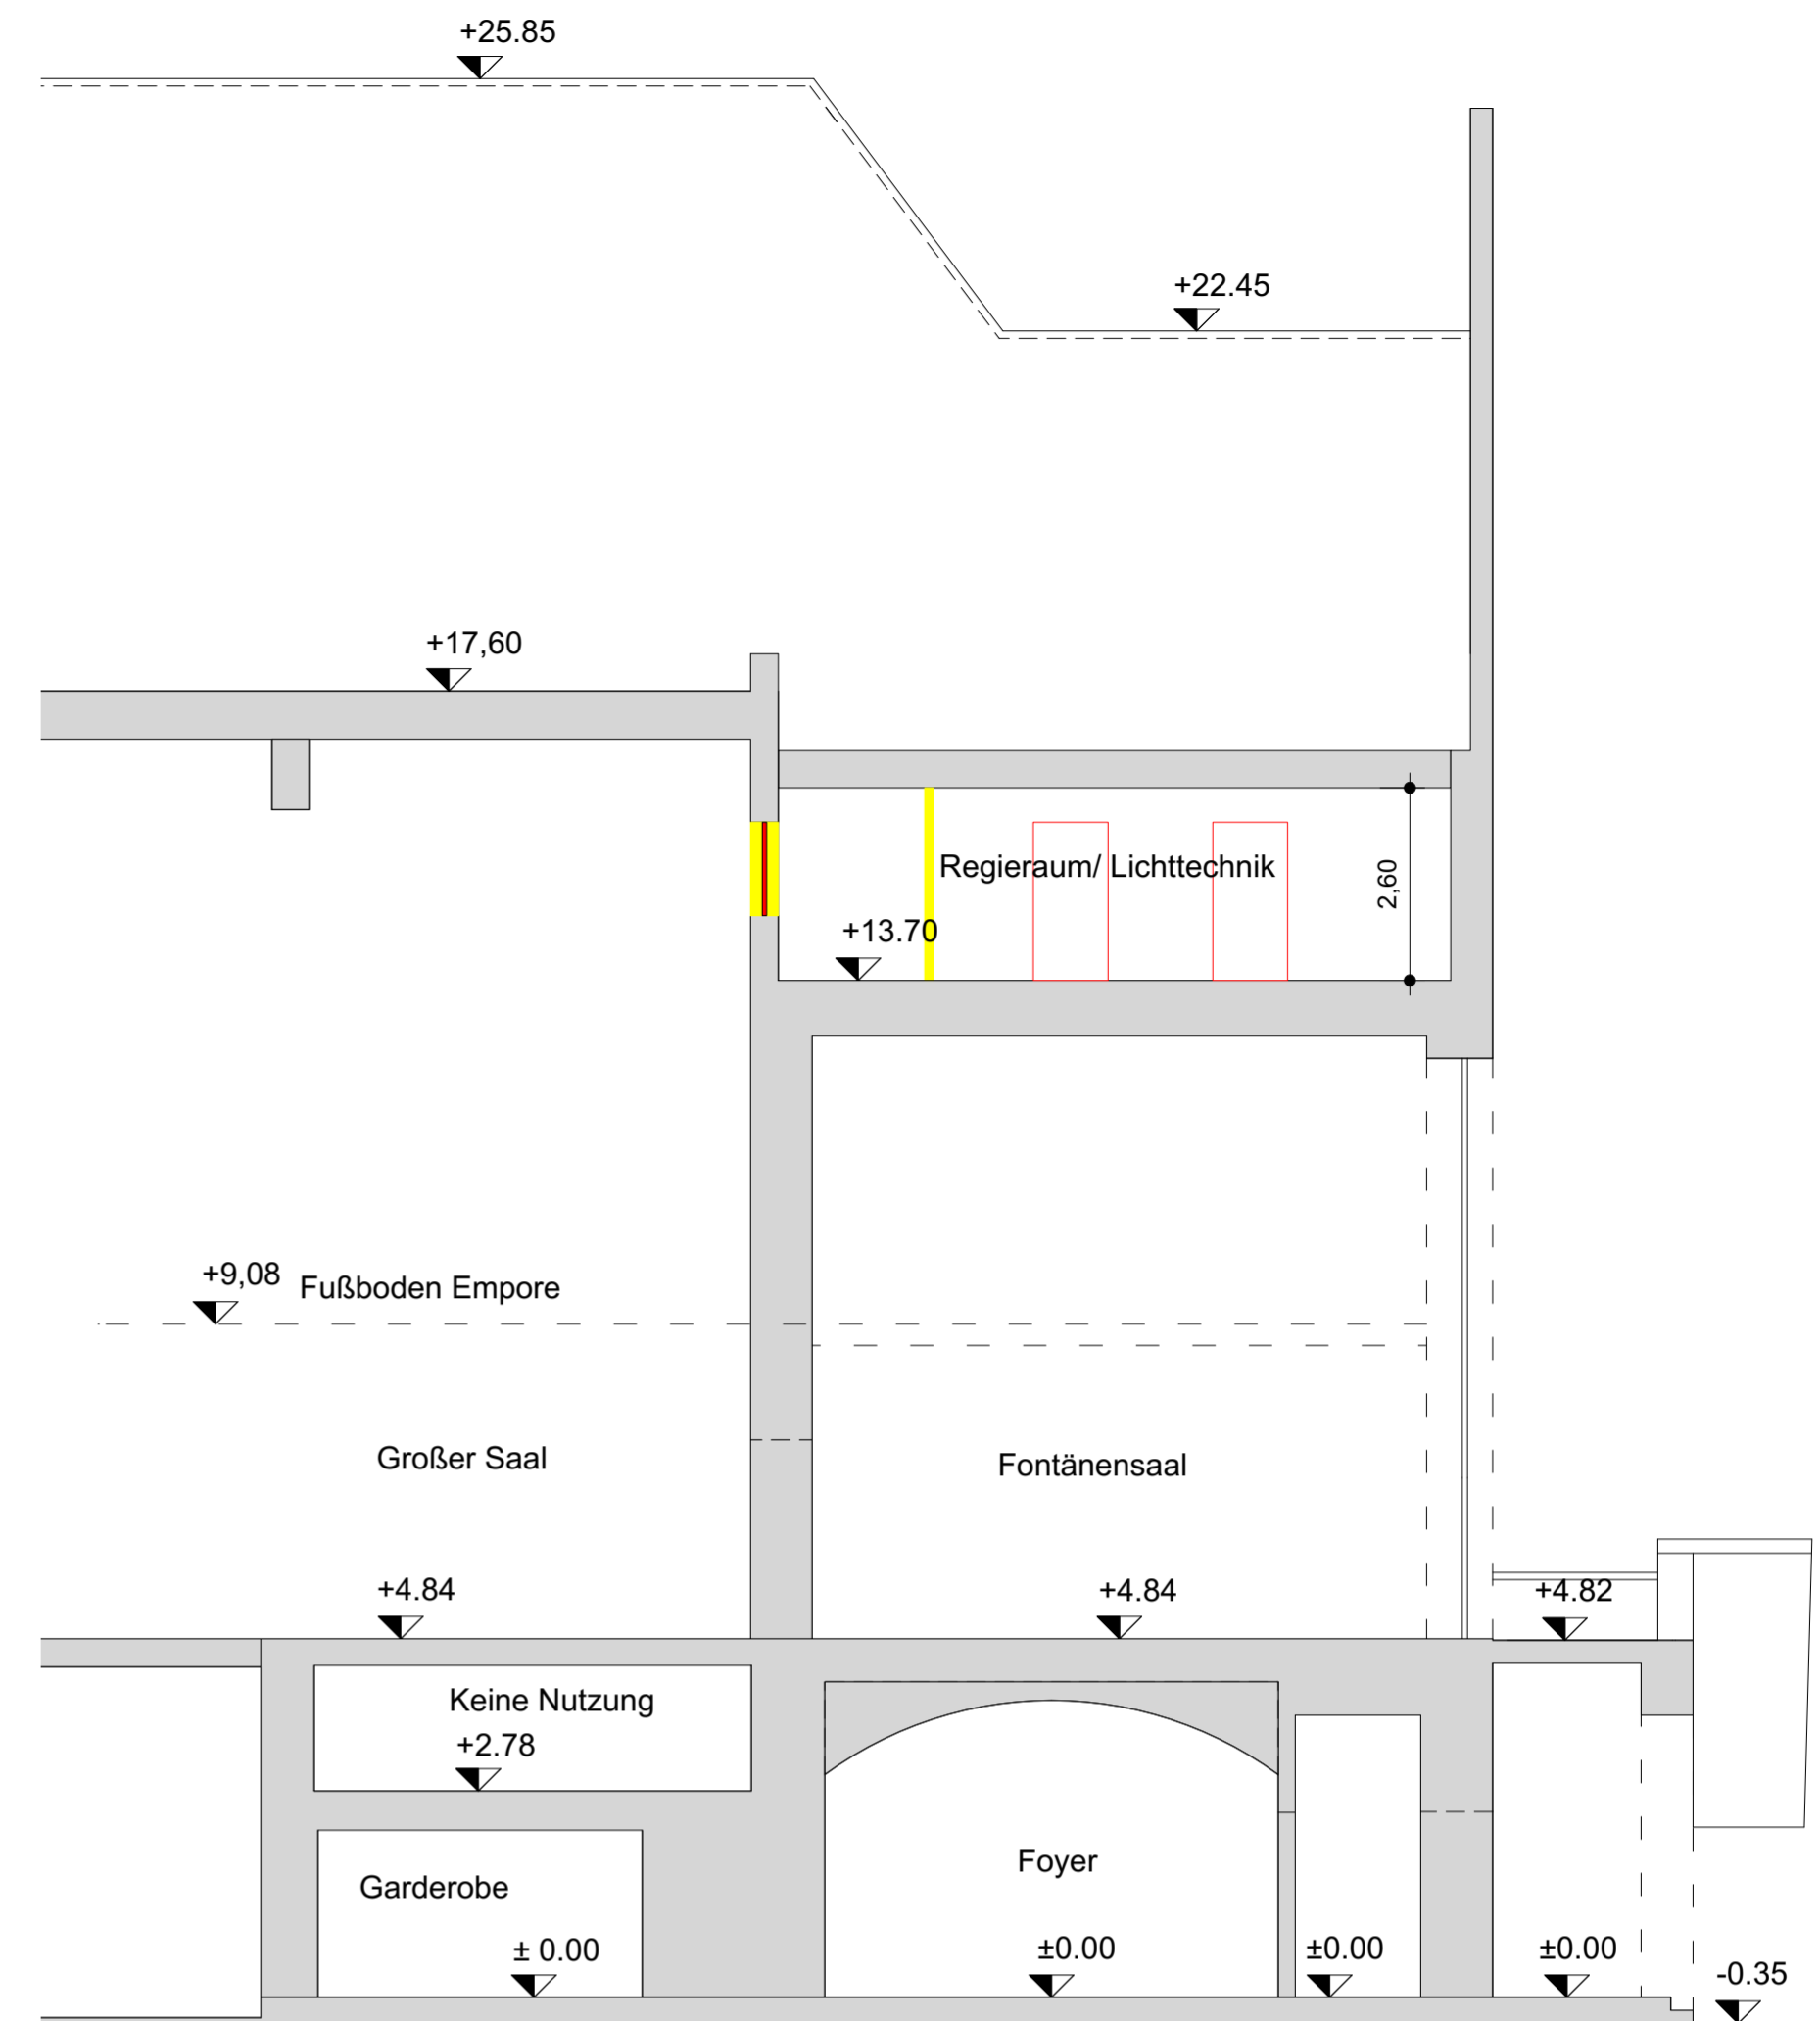 +25.85
+22.45
+17,60
Regieraum/ Lichttechnik
2,60
+13.70
+9,08
Fußboden Empore
Großer Saal
Fontänensaal
+4.84
+4.84
+4.82
Keine Nutzung
+2.78
Foyer
Garderobe
± 0.00
±0.00
±0.00
±0.00
-0.35